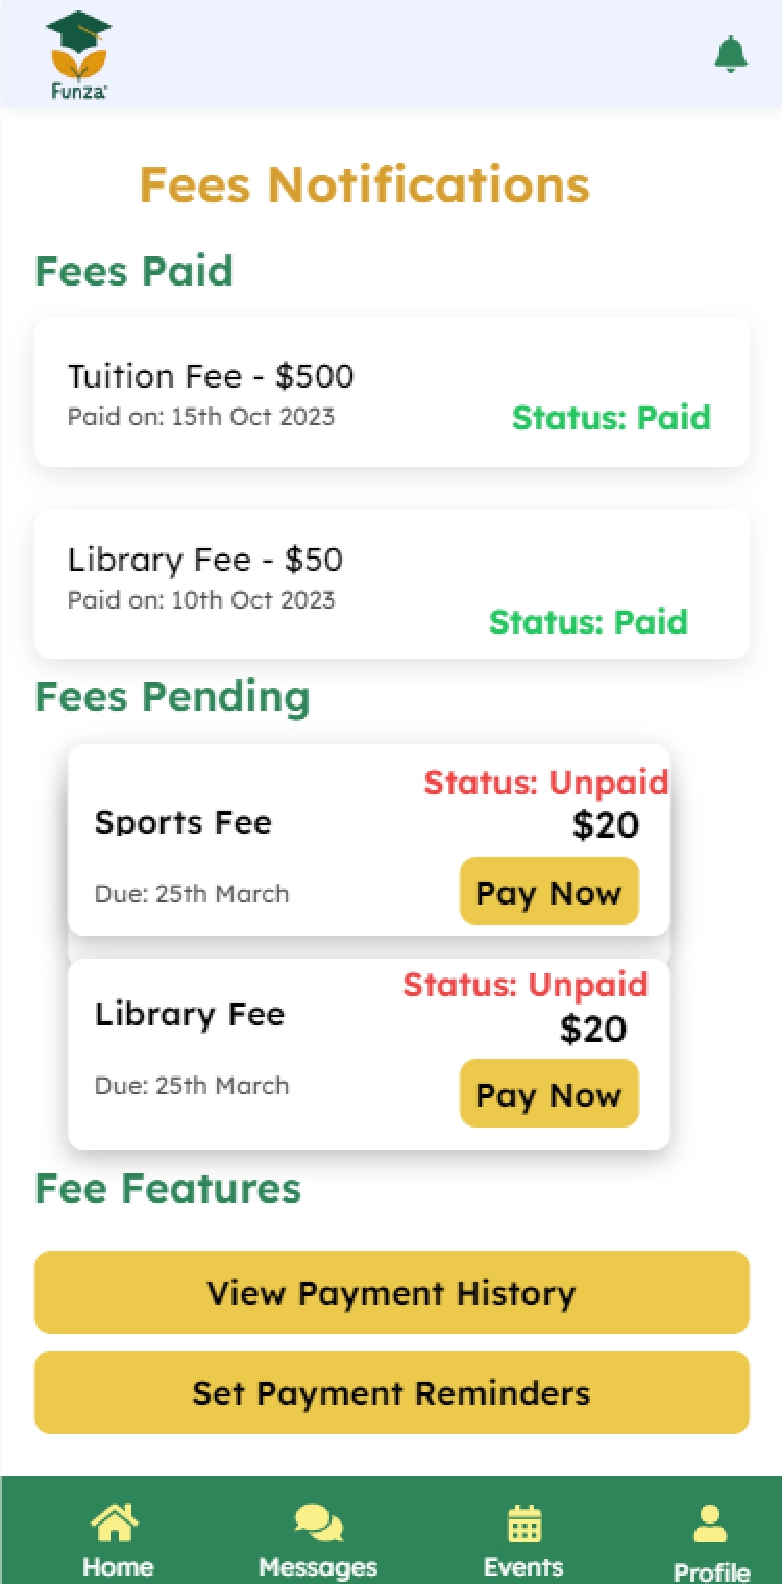 Funza'
Fees Notifications
Fees Paid
Tuition Fee - $500
Paid on: 15th Oct 2023
Status: Paid
Library Fee - $50
Paid on: 10th Oct 2023
Status: Paid
Fees Pending
Status: Unpaid
Sports Fee
$20
Due: 25th March
Pay Now
Status: Unpaid
Library Fee
$20
Due: 25th March
Pay Now
Fee Features
View Payment History
Set Payment Reminders
Home
Messages
Events
Profile